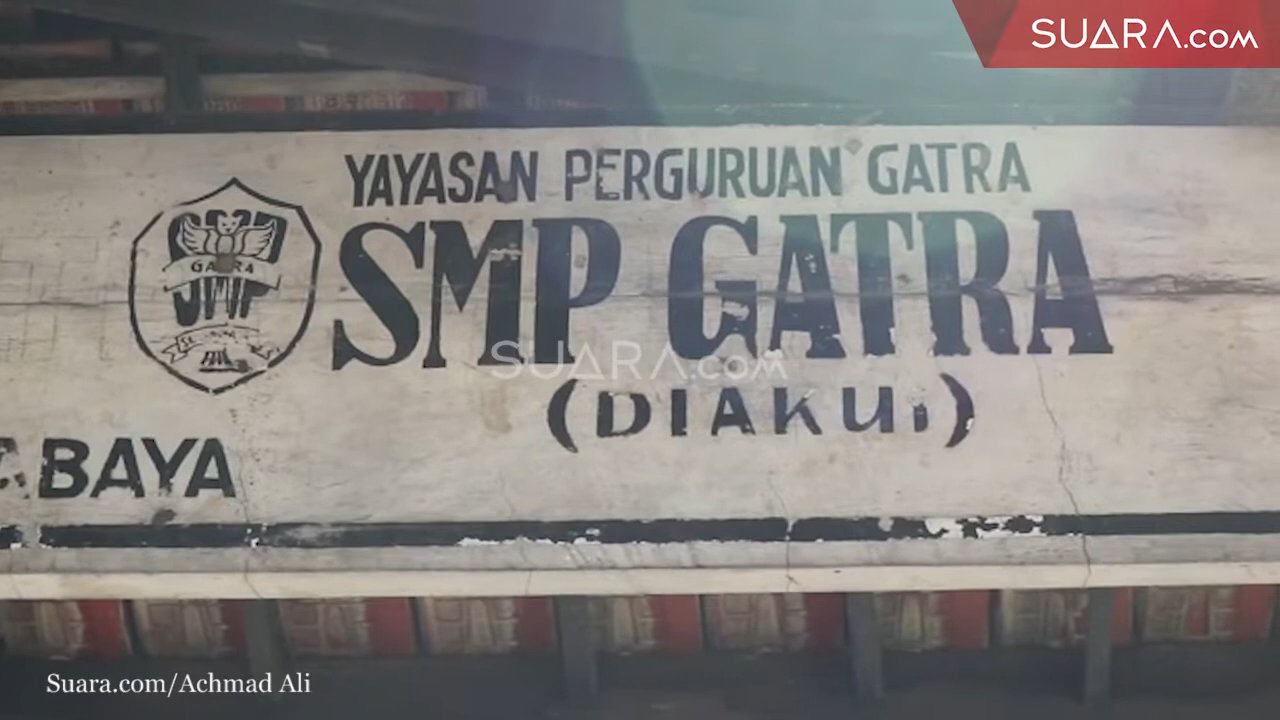 SUARA.com
YAYASAN PERGURUAN GATRA
SMP GATRA
(DIAKUI)
SMP
GATRA
SUARA.com
BAYA
Suara.com/Achmad Ali